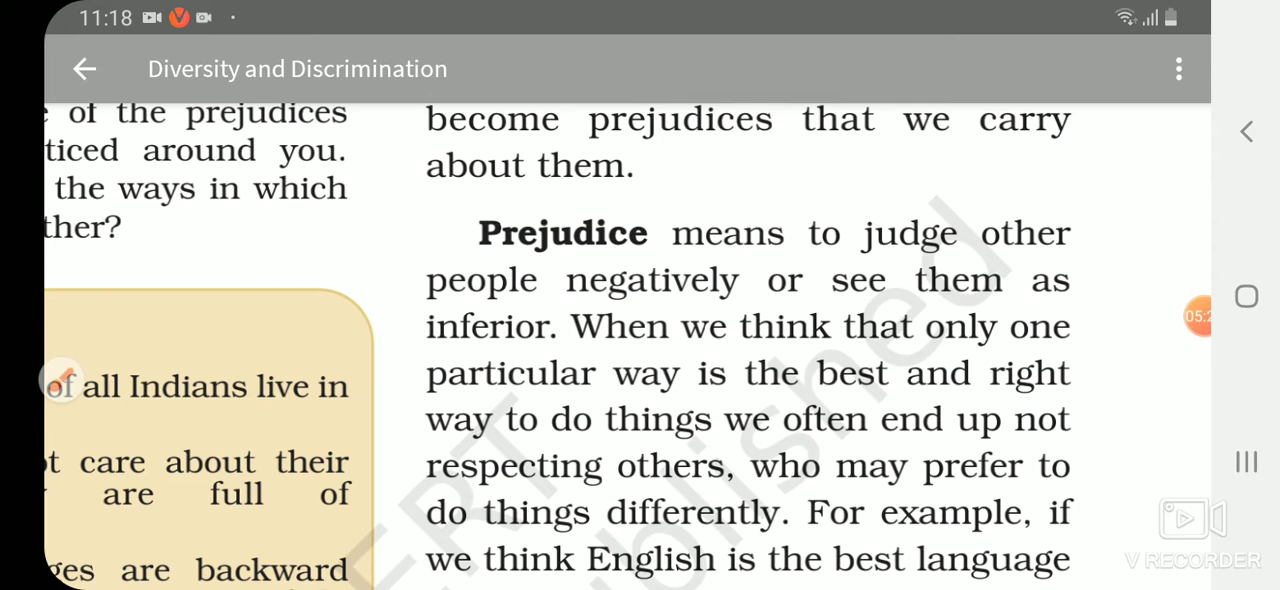 11:18
Diversity and Discrimination
of the prejudices
ticed around you.
the ways in which
ther?
of all Indians live in
t care about their
are full of
ges are backward
become prejudices that we carry
about them.
Prejudice means to judge other
people negatively or see them as
inferior. When we think that only one
particular way is the best and right
way to do things we often end up not
respecting others, who may prefer to
do things differently. For example, if
we think English is the best language
05:2
V RECORDER